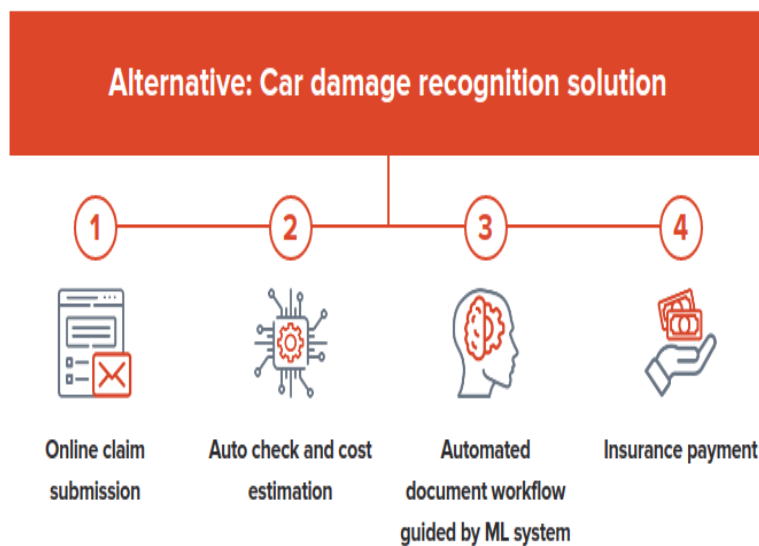 Alternative: Car damage recognition solution
1
2
3
4
Online claim
submission
Auto check and cost
estimation
Automated
document workflow
guided by ML system
Insurance payment